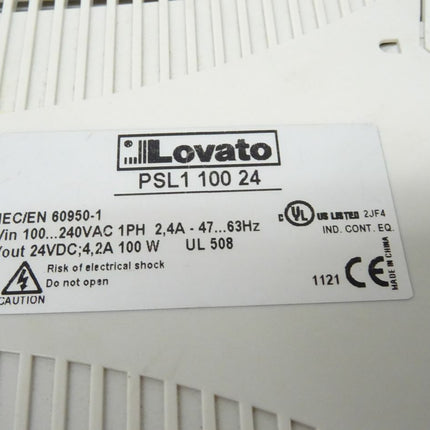 Lovato
PSL1 100 24
IEC/EN 60950-1
Vin 100...240VAC 1PH 2,4A - 47...63Hz
Vout 24VDC;4,2A 100 W UL 508
Risk of electrical shock
Do not open
CAUTION
C UL US LISTED 2JF4
IND. CONT. EQ.
1121 CE
MADE IN CHINA